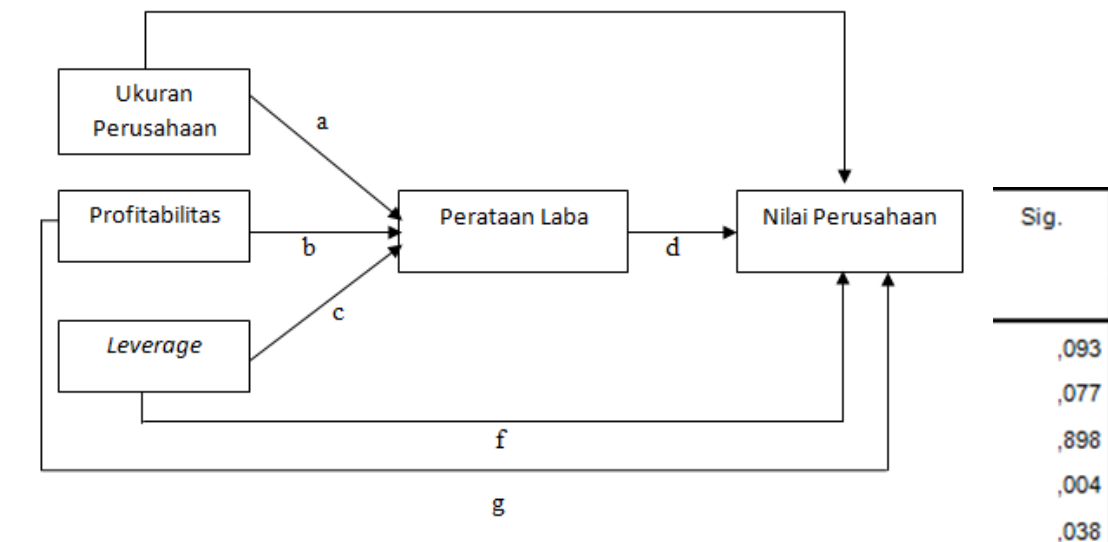 Ukuran
Perusahaan
a
Profitabilitas
b
Perataan Laba
d
Nilai Perusahaan
c
Leverage
f
g
Sig.
,093
,077
,898
,004
,038